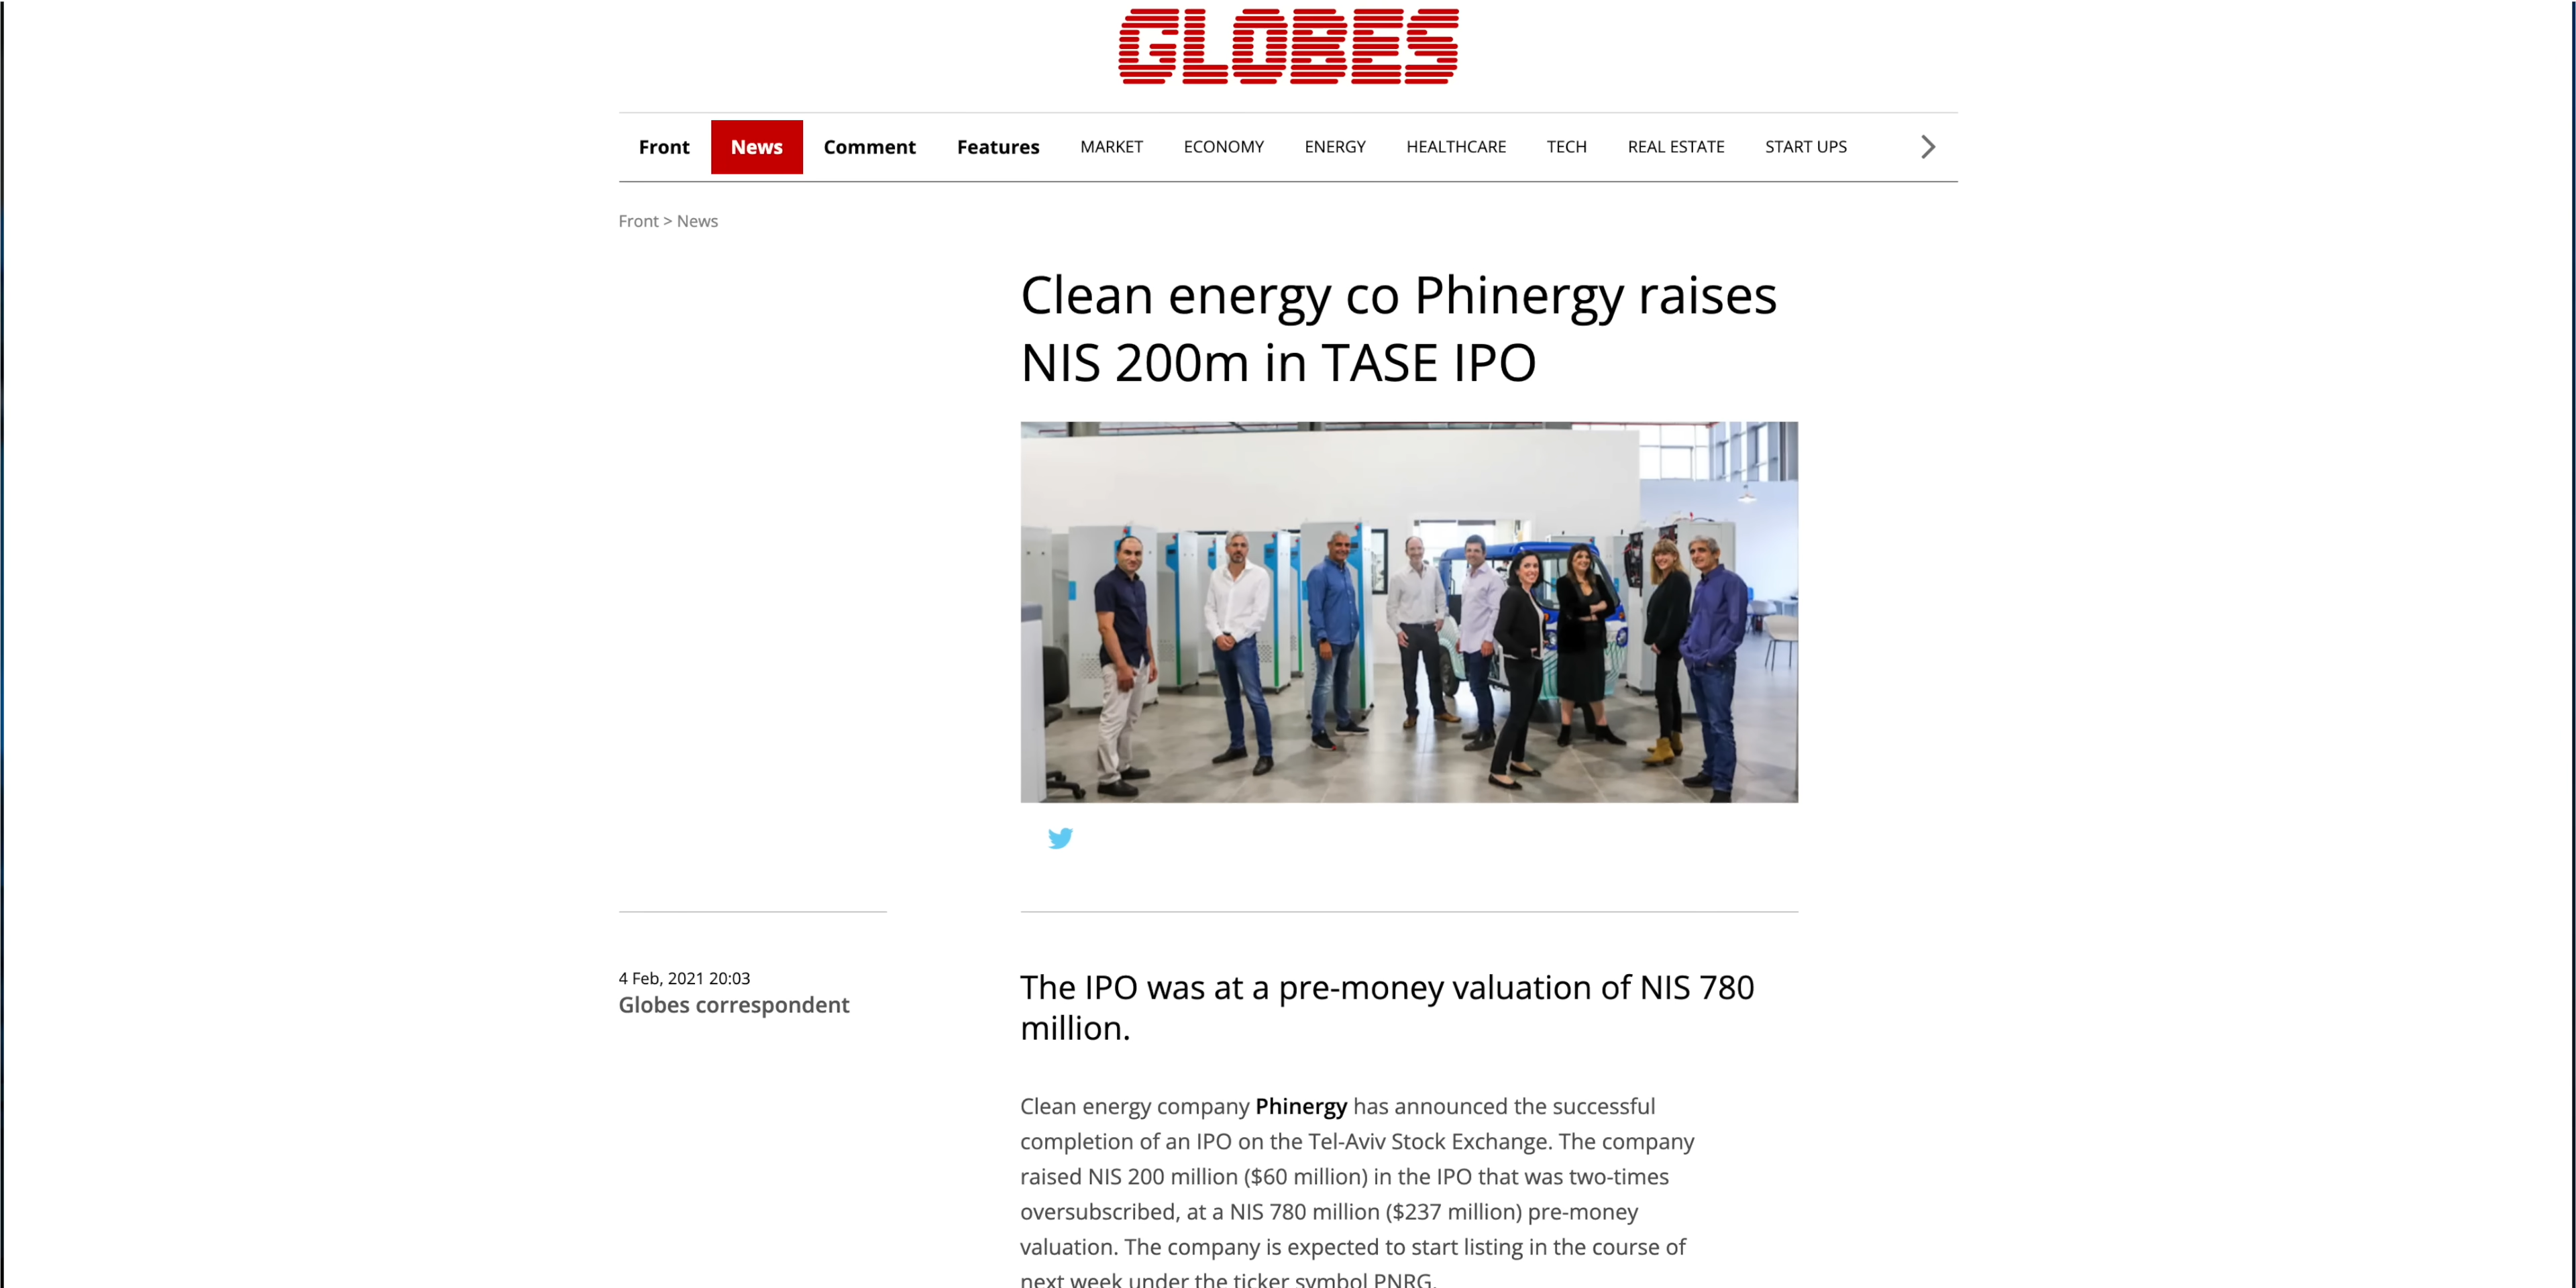 GLOBES
Front News Comment Features MARKET ECONOMY ENERGY HEALTHCARE TECH REAL ESTATE START UPS
Front > News
Clean energy co Phinergy raises
NIS 200m in TASE IPO
4 Feb, 2021 20:03
Globes correspondent
The IPO was at a pre-money valuation of NIS 780
million.
Clean energy company Phinergy has announced the successful
completion of an IPO on the Tel-Aviv Stock Exchange. The company
raised NIS 200 million ($60 million) in the IPO that was two-times
oversubscribed, at a NIS 780 million ($237 million) pre-money
valuation. The company is expected to start listing in the course of
next week under the ticker symbol PNRG.